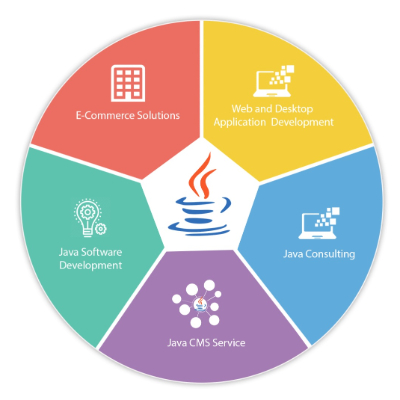 E-Commerce Solutions
Web and Desktop
Application Development
Java Software
Development
Java Consulting
Java CMS Service